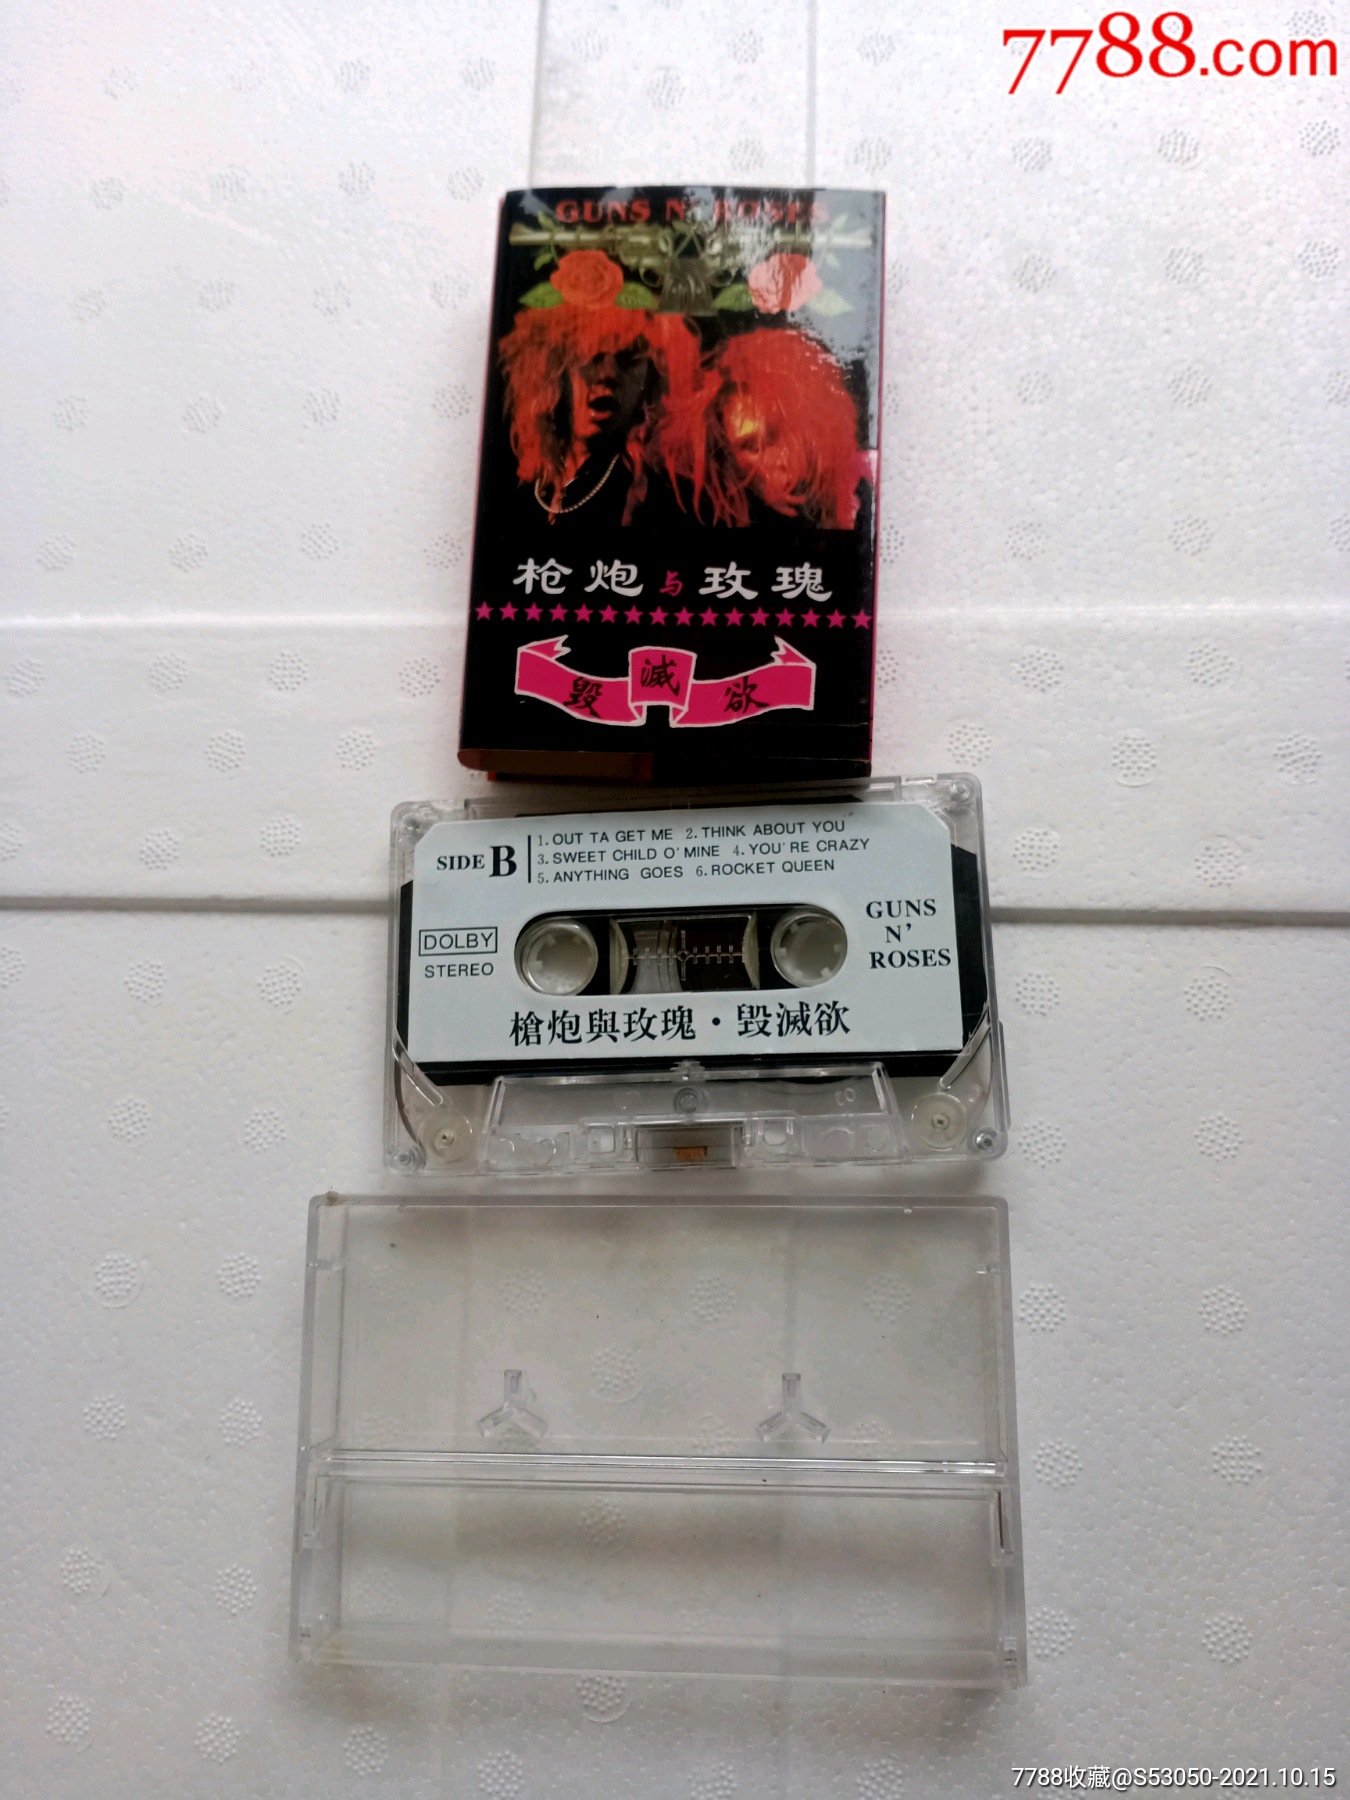 7788.com
GUNS N' ROSES
枪炮与玫瑰
★★★★★★★★★★★★★★★★
毁滅欲
SIDE B
1. OUT TA GET ME 2. THINK ABOUT YOU
3. SWEET CHILD O' MINE 4. YOU'RE CRAZY
5. ANYTHING GOES 6. ROCKET QUEEN
DOLBY
STEREO
GUNS
N'
ROSES
槍炮與玫瑰·毀滅欲
7788收藏@S53050-2021.10.15